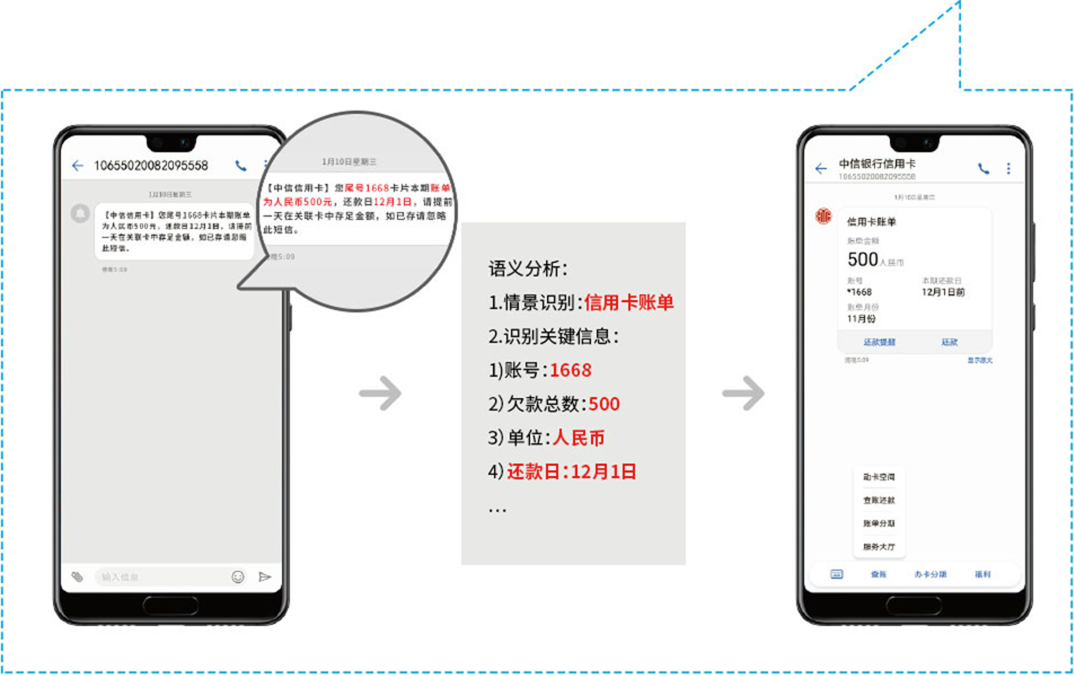 10655020082095558
1月10日星期三
【中信信用卡】您尾号1668卡片本期账单
为人民币500元，还款日12月1日，请提前
一天在关联卡中存足金额，如已存请忽略
此短信。
晚5:09
输入信息
1月10日星期三
【中信信用卡】您尾号1668卡片本期账单
为人民币500元，还款日12月1日，请提前
一天在关联卡中存足金额，如已存请忽略
此短信。
晚5:09
语义分析：
1.情景识别：信用卡账单
2.识别关键信息：
1)账号：1668
2)欠款总数：500
3)单位：人民币
4)还款日：12月1日
...
中信银行信用卡
10655020082095558
1月10日星期三
信用卡账单
账单金额
500人民币
账号 本期还款日
*1668 12月1日前
账单月份
11月份
还款提醒 还款
晚5:09 显示原文
动卡空间
查账还款
账单分期
服务大厅
查账 办卡分期 福利